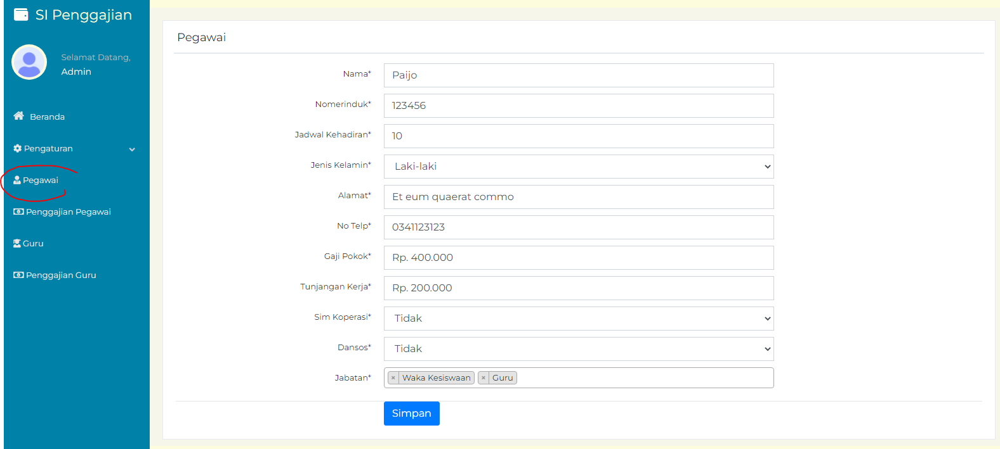 SI Penggajian
Selamat Datang,
Admin
Beranda
Pengaturan
Pegawai
Penggajian Pegawai
Guru
Penggajian Guru
Pegawai
Nama* Paijo
Nomerinduk* 123456
Jadwal Kehadiran* 10
Jenis Kelamin* Laki-laki
Alamat* Et eum quaerat commo
No Telp* 0341123123
Gaji Pokok* Rp. 400.000
Tunjangan Kerja* Rp. 200.000
Sim Koperasi* Tidak
Dansos* Tidak
Jabatan* × Waka Kesiswaan × Guru
Simpan